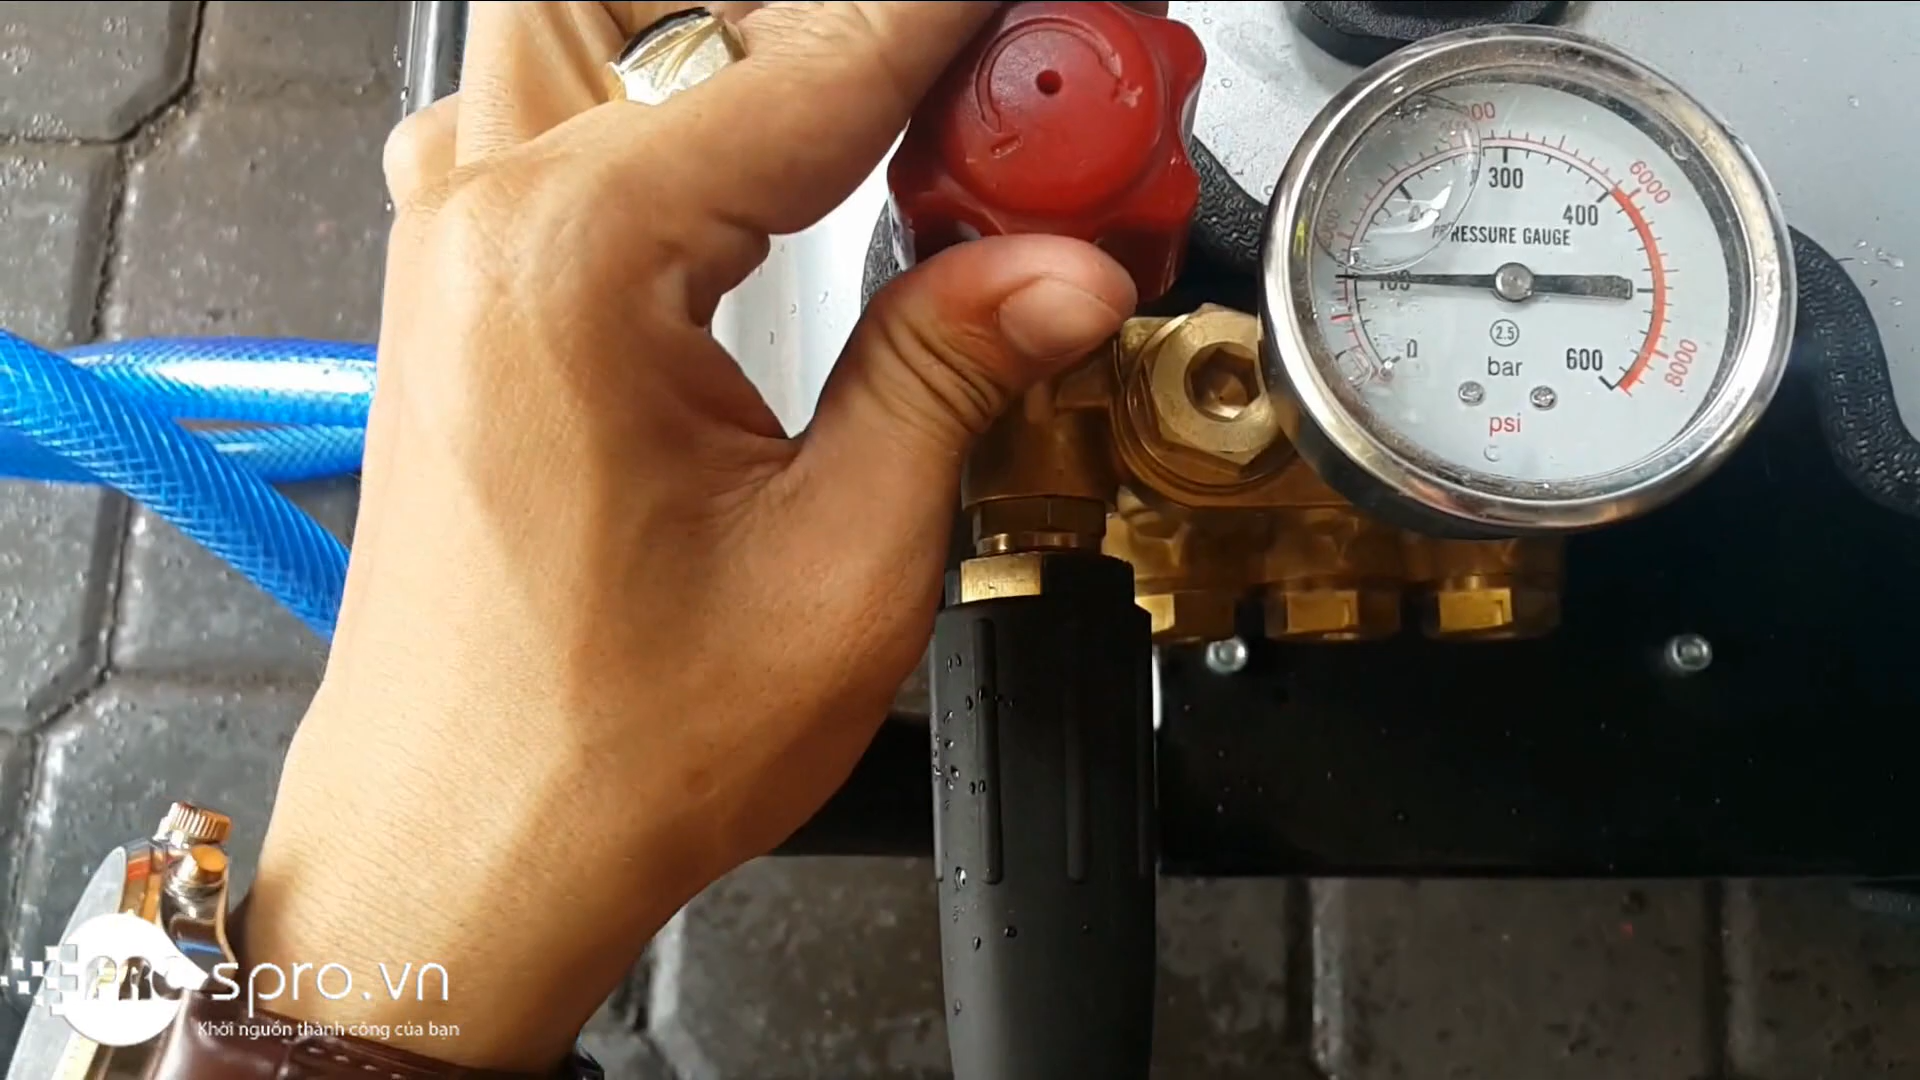 6000
300
400
PRESSURE GAUGE
100
2.5
0
bar
600
8000
psi
spro.vn
Khởi nguồn thành công của bạn